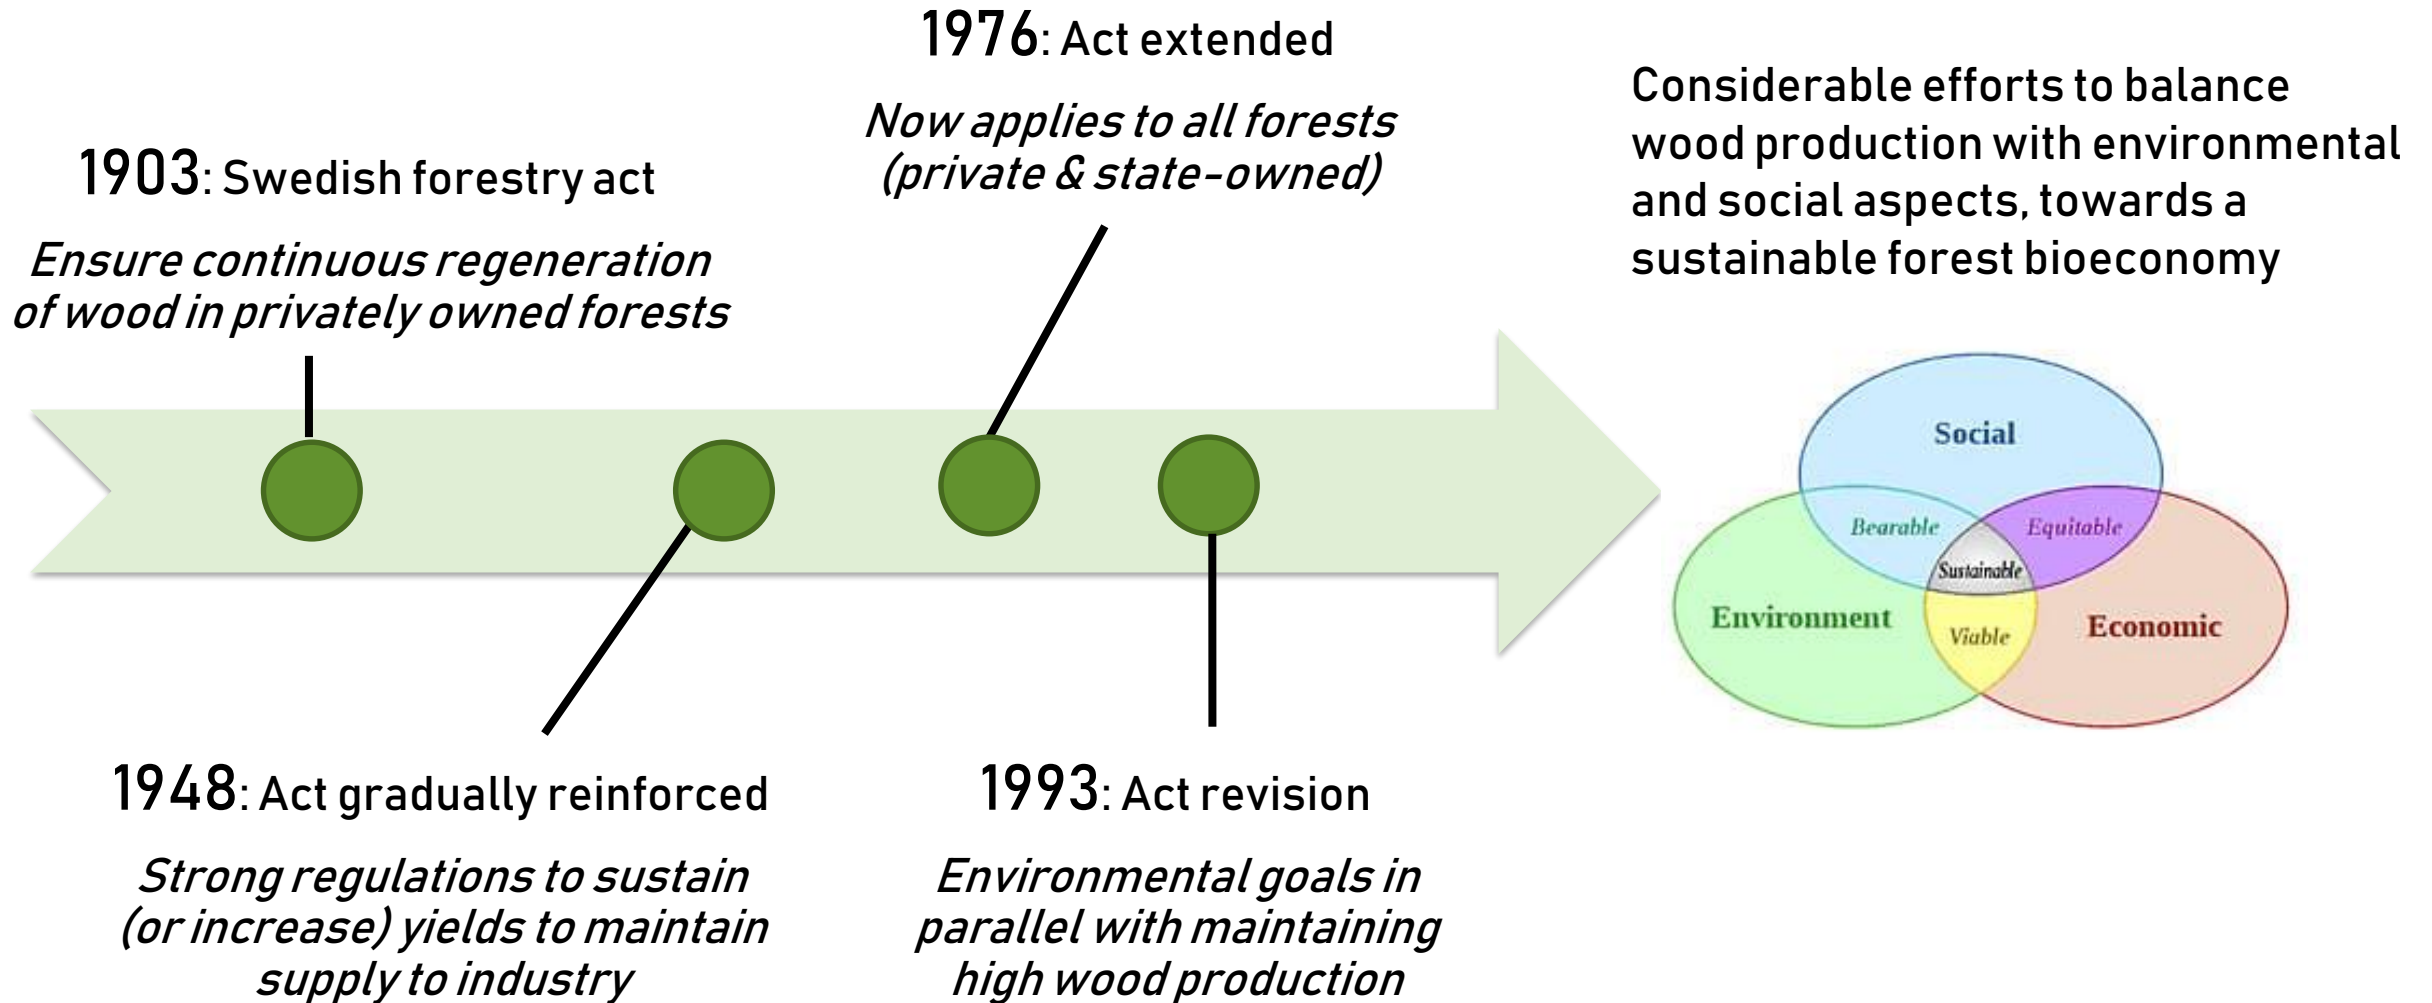 1903: Swedish forestry act
Ensure continuous regeneration
of wood in privately owned forests
1948: Act gradually reinforced
Strong regulations to sustain
(or increase) yields to maintain
supply to industry
1976: Act extended
Now applies to all forests
(private & state-owned)
1993: Act revision
Environmental goals in
parallel with maintaining
high wood production
Considerable efforts to balance
wood production with environmental
and social aspects, towards a
sustainable forest bioeconomy
Social
Bearable
Equitable
Sustainable
Environment
Economic
Viable